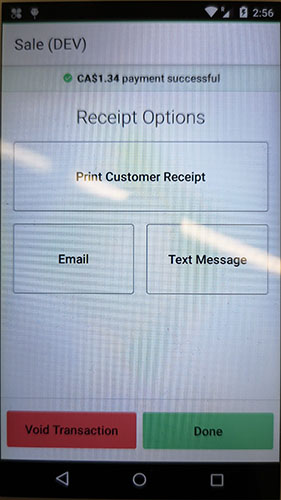 2:56
Sale (DEV)
CA$1.34 payment successful
Receipt Options
Print Customer Receipt
Email
Text Message
Void Transaction
Done